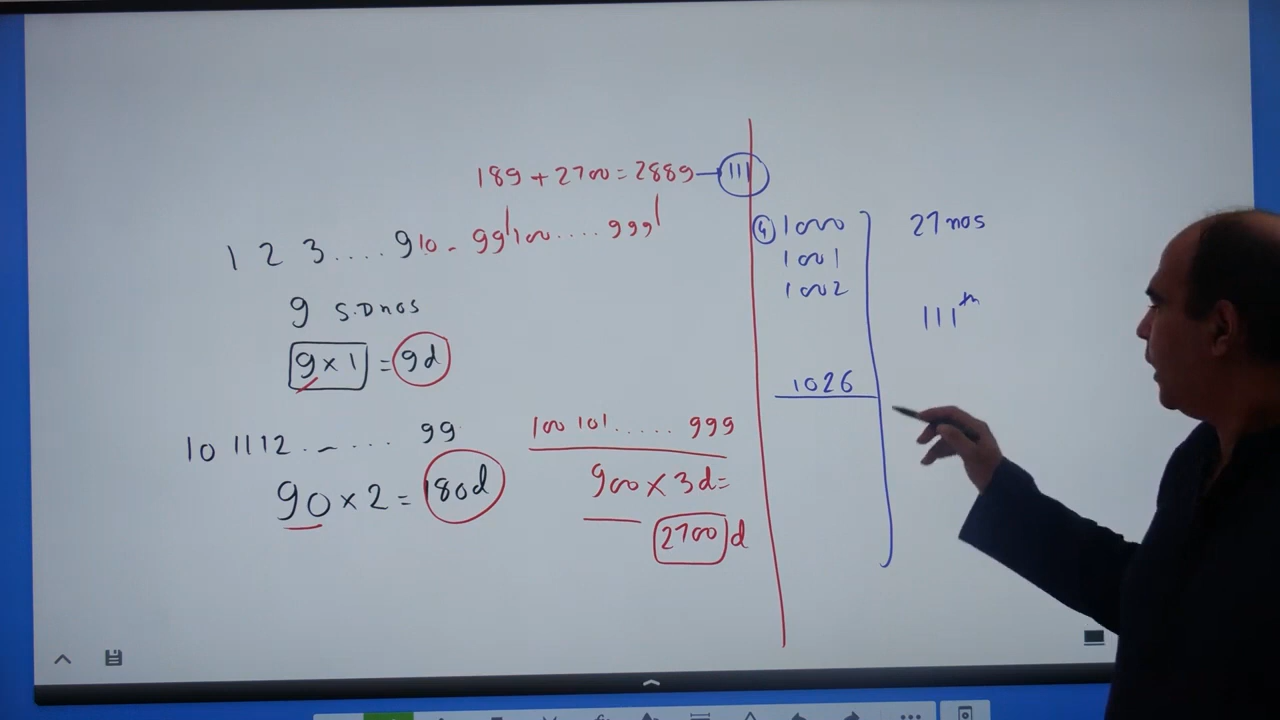 189 + 2700 = 2889 → 111
1 2 3 .... 9 10 - 99 100 .... 999
9 S.D nos
9 × 1 = 9d
10 11 12 .. - ... 99
90 × 2 = 180d
100 101 ..... 999
900 × 3d =
2700 d
4 1000
1001
1002
1026
27 nos
111th